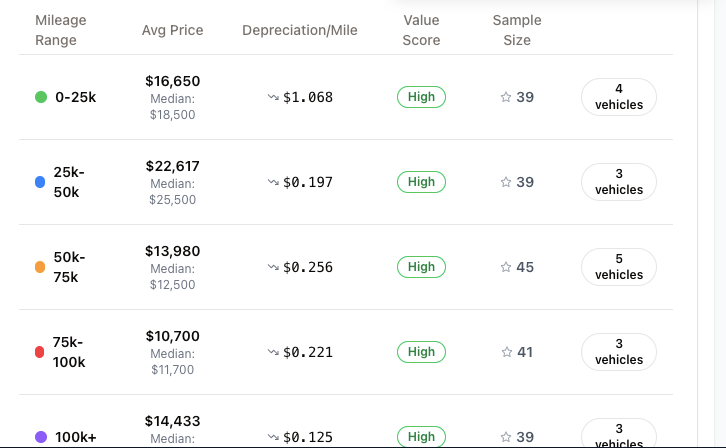 Mileage Range Avg Price Depreciation/Mile Value Score Sample Size
0-25k $16,650 Median: $18,500 $1.068 High 39 4 vehicles
25k-50k $22,617 Median: $25,500 $0.197 High 39 3 vehicles
50k-75k $13,980 Median: $12,500 $0.256 High 45 5 vehicles
75k-100k $10,700 Median: $11,700 $0.221 High 41 3 vehicles
100k+ $14,433 Median: $0.125 High 39 3 vehicles